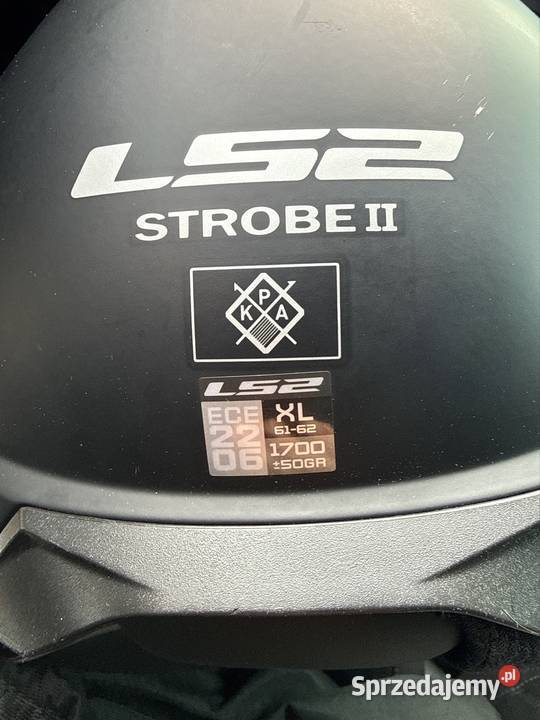 LS2
STROBE II
P
K A
LS2
ECE
22
06
XL
61-62
1700
±50GR
Sprzedajemy.pl